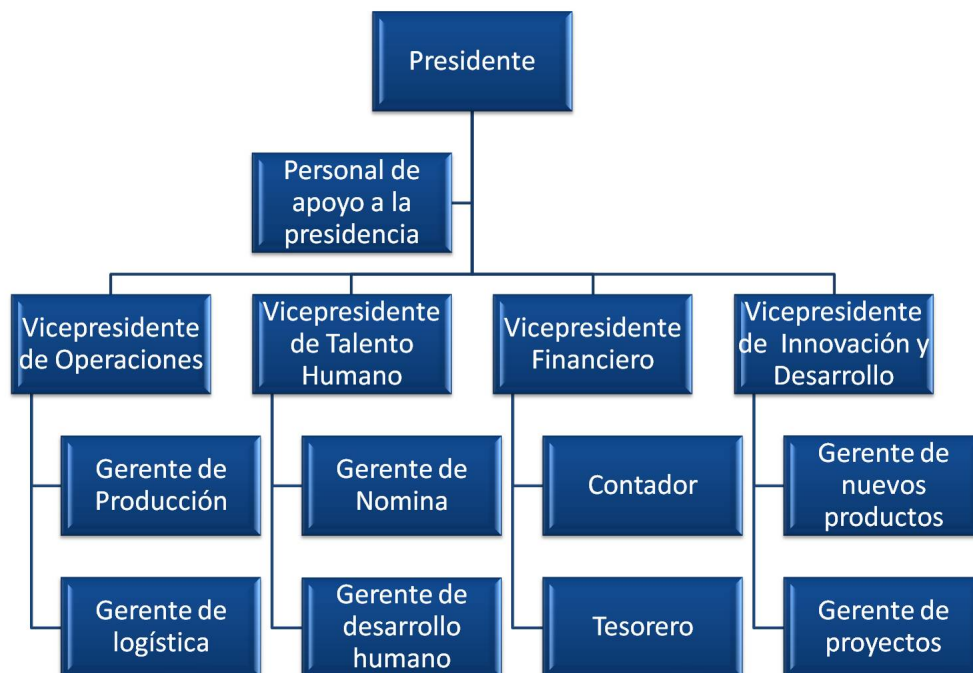 Presidente
Personal de
apoyo a la
presidencia
Vicepresidente
de Operaciones
Vicepresidente
de Talento
Humano
Vicepresidente
Financiero
Vicepresidente
de Innovación y
Desarrollo
Gerente de
Producción
Gerente de
Nomina
Contador
Gerente de
nuevos
productos
Gerente de
logística
Gerente de
desarrollo
humano
Tesorero
Gerente de
proyectos